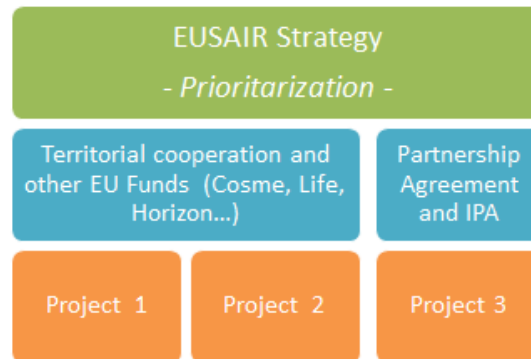 EUSAIR Strategy
- Prioritarization -
Territorial cooperation and
other EU Funds (Cosme, Life,
Horizon...)
Partnership
Agreement
and IPA
Project 1
Project 2
Project 3